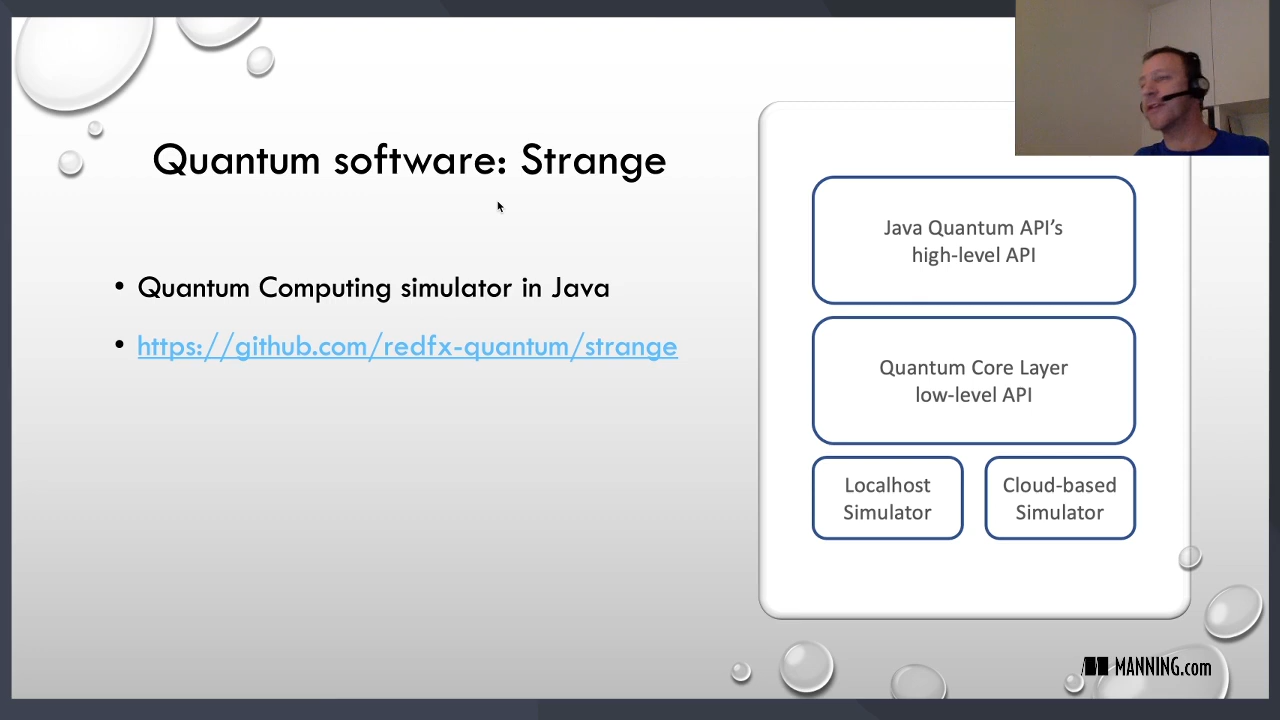 Quantum software: Strange
• Quantum Computing simulator in Java
• https://github.com/redfx-quantum/strange
Java Quantum API’s
high-level API
Quantum Core Layer
low-level API
Localhost
Simulator
Cloud-based
Simulator
MANNING.com